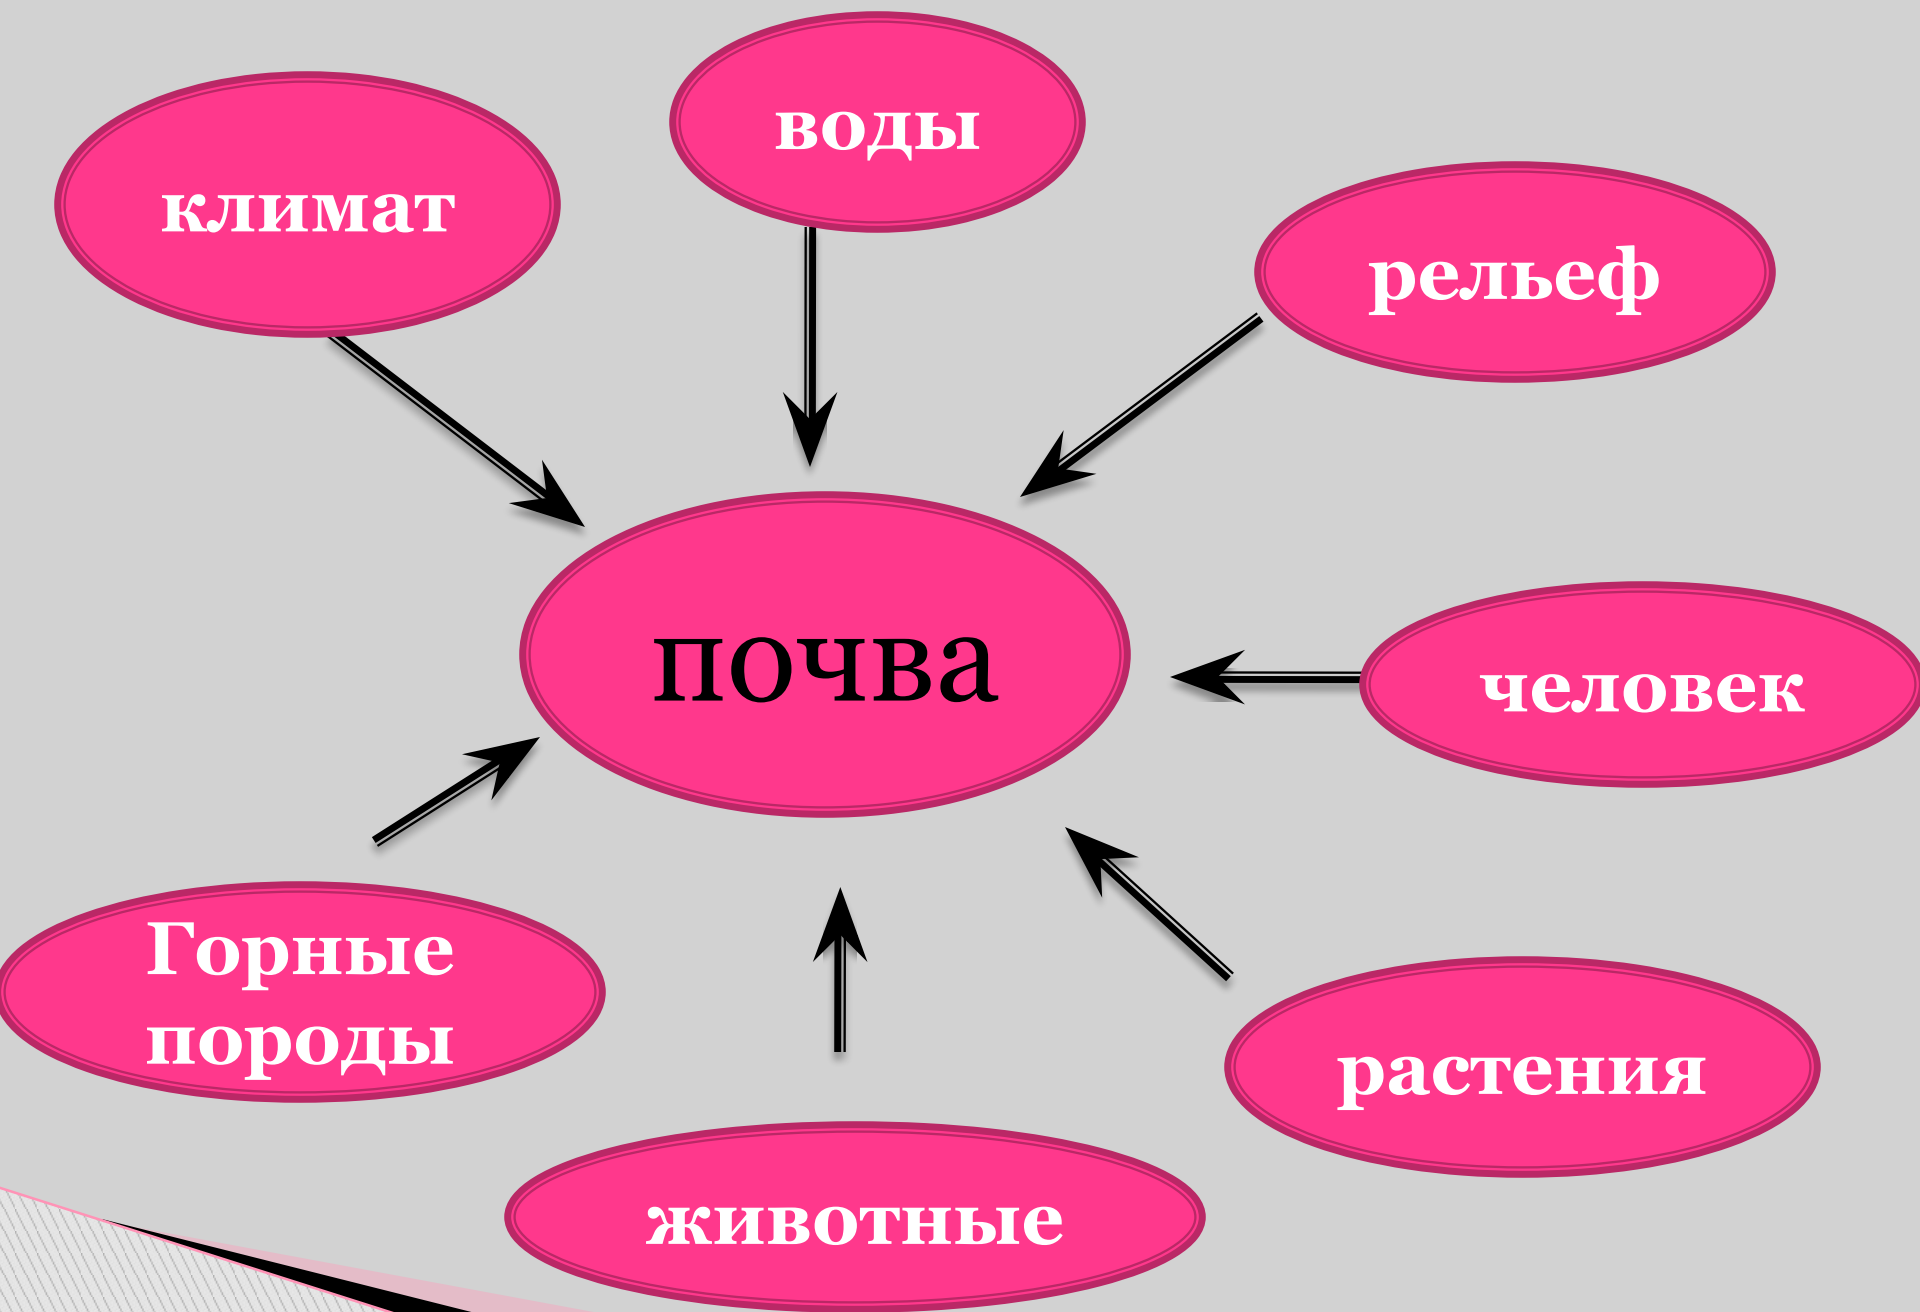 воды
климат
рельеф
почва
человек
Горные
породы
растения
животные